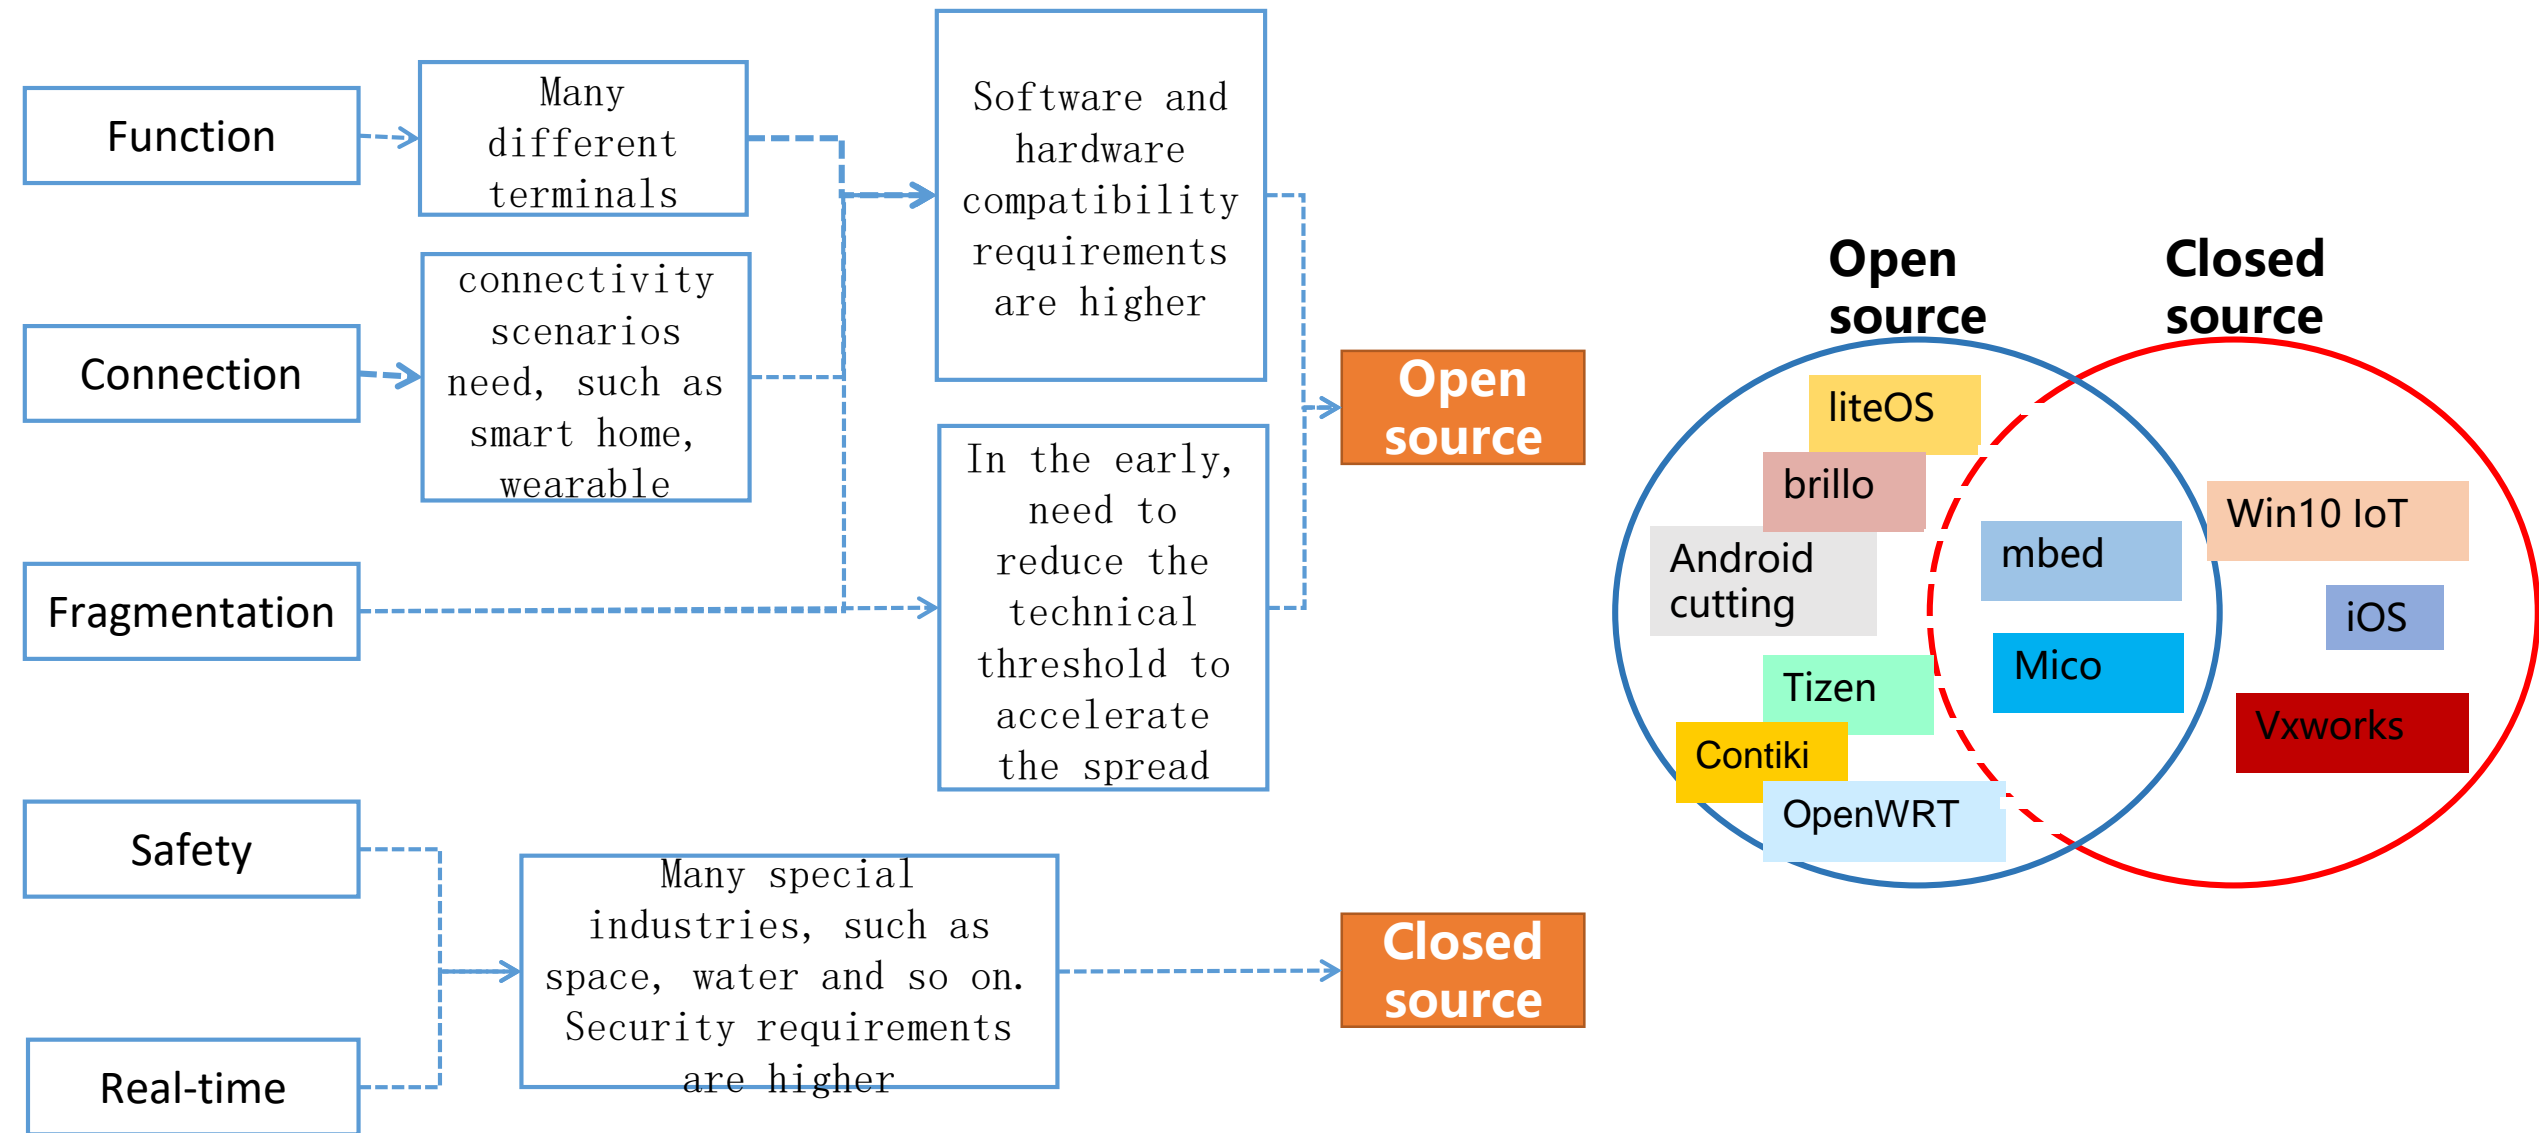 Function
Many
different
terminals
Software and
hardware
compatibility
requirements
are higher
Connection
connectivity
scenarios
need, such as
smart home,
wearable
Fragmentation
In the early,
need to
reduce the
technical
threshold to
accelerate
the spread
Open
source
Safety
Real-time
Many special
industries, such as
space, water and so on.
Security requirements
are higher
Closed
source
Open
source
Closed
source
liteOS
brillo
Android
cutting
Tizen
Contiki
OpenWRT
mbed
Mico
Win10 IoT
iOS
Vxworks